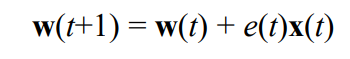 w(t+1) = w(t) + e(t)x(t)